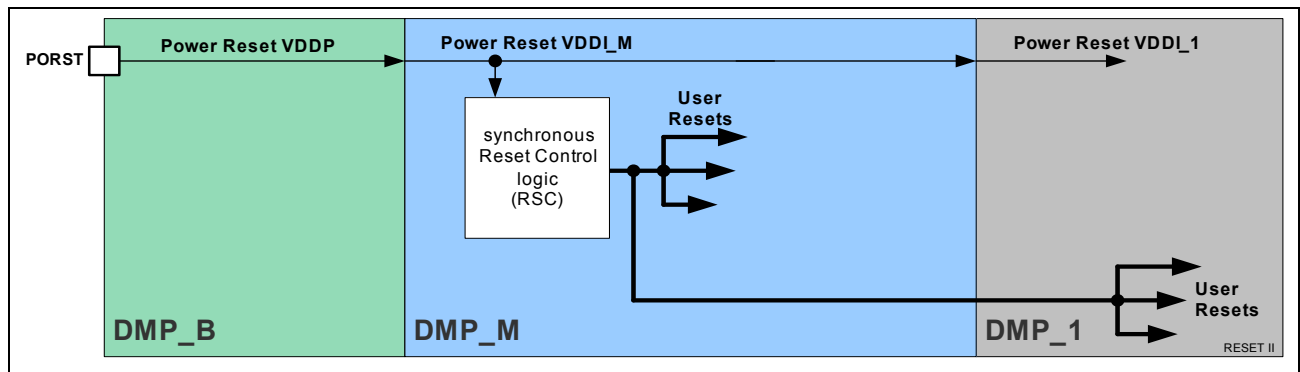 PORST
Power Reset VDDP
Power Reset VDDI_M
Power Reset VDDI_1
User
Resets
synchronous
Reset Control
logic
(RSC)
User
Resets
DMP_B
DMP_M
DMP_1
RESET II